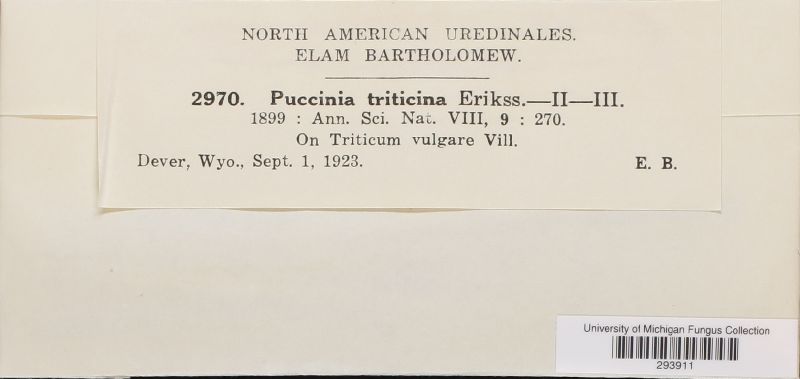 NORTH AMERICAN UREDINALES.
ELAM BARTHOLOMEW.
2970. Puccinia triticina Erikss.—II—III.
1899 : Ann. Sci. Nat. VIII, 9 : 270.
On Triticum vulgare Vill.
Dever, Wyo., Sept. 1, 1923. E. B.
University of Michigan Fungus Collection
293911